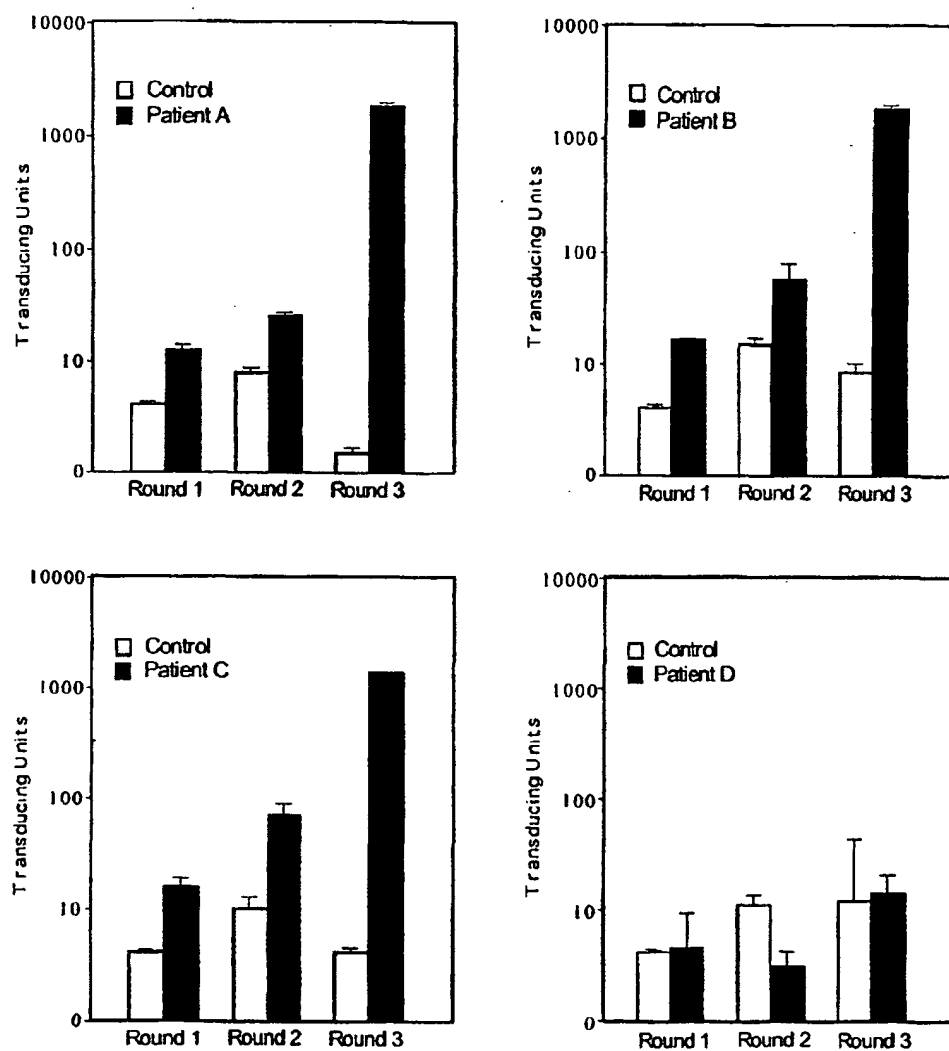 10000
Control
Patient A
1000
100
10
0
Transducing Units
Round 1 Round 2 Round 3
10000
Control
Patient B
1000
100
10
0
Transducing Units
Round 1 Round 2 Round 3
10000
Control
Patient C
1000
100
10
0
Transducing Units
Round 1 Round 2 Round 3
10000
Control
Patient D
1000
100
10
0
Transducing Units
Round 1 Round 2 Round 3